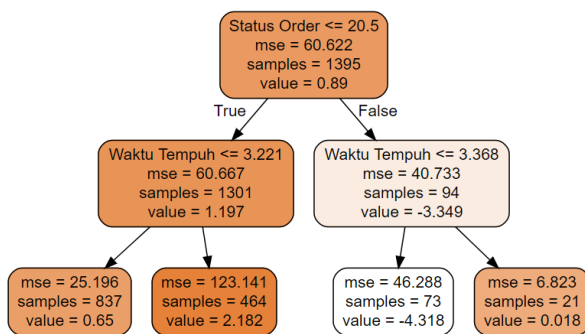 Status Order <= 20.5
mse = 60.622
samples = 1395
value = 0.89
True
False
Waktu Tempuh <= 3.221
mse = 60.667
samples = 1301
value = 1.197
Waktu Tempuh <= 3.368
mse = 40.733
samples = 94
value = -3.349
mse = 25.196
samples = 837
value = 0.65
mse = 123.141
samples = 464
value = 2.182
mse = 46.288
samples = 73
value = -4.318
mse = 6.823
samples = 21
value = 0.018